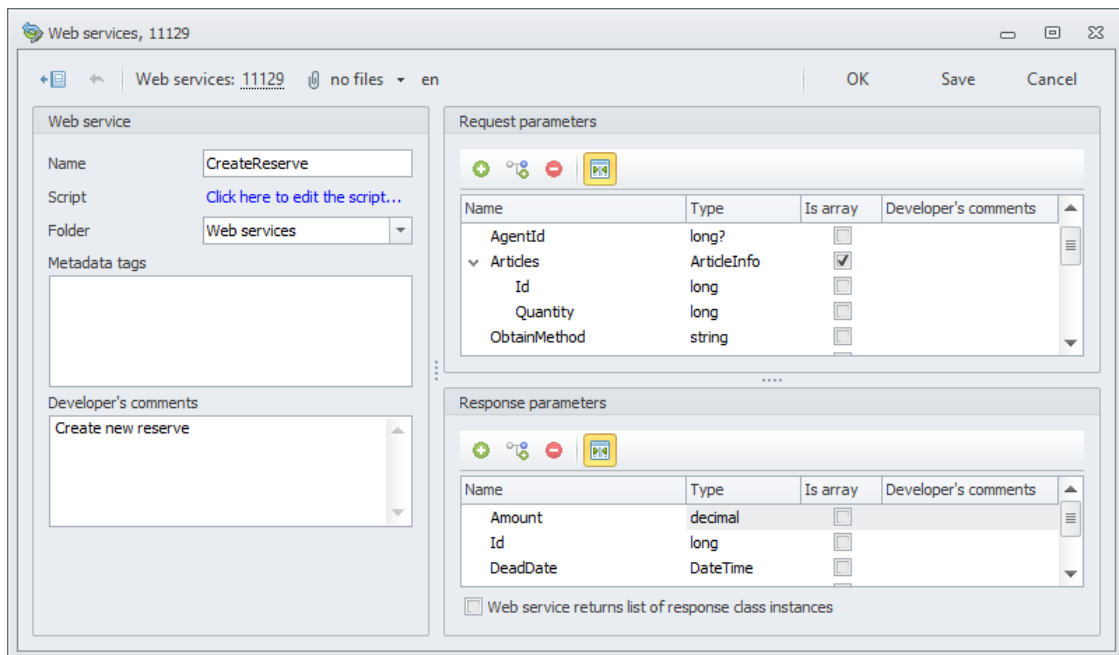 Web services, 11129
Web services: 11129 no files en OK Save Cancel
Web service
Name CreateReserve
Script Click here to edit the script...
Folder Web services
Metadata tags
Developer's comments
Create new reserve
Request parameters
Name Type Is array Developer's comments
AgentId long?
Articles ArticleInfo
Id long
Quantity long
ObtainMethod string
Response parameters
Name Type Is array Developer's comments
Amount decimal
Id long
DeadDate DateTime
Web service returns list of response class instances